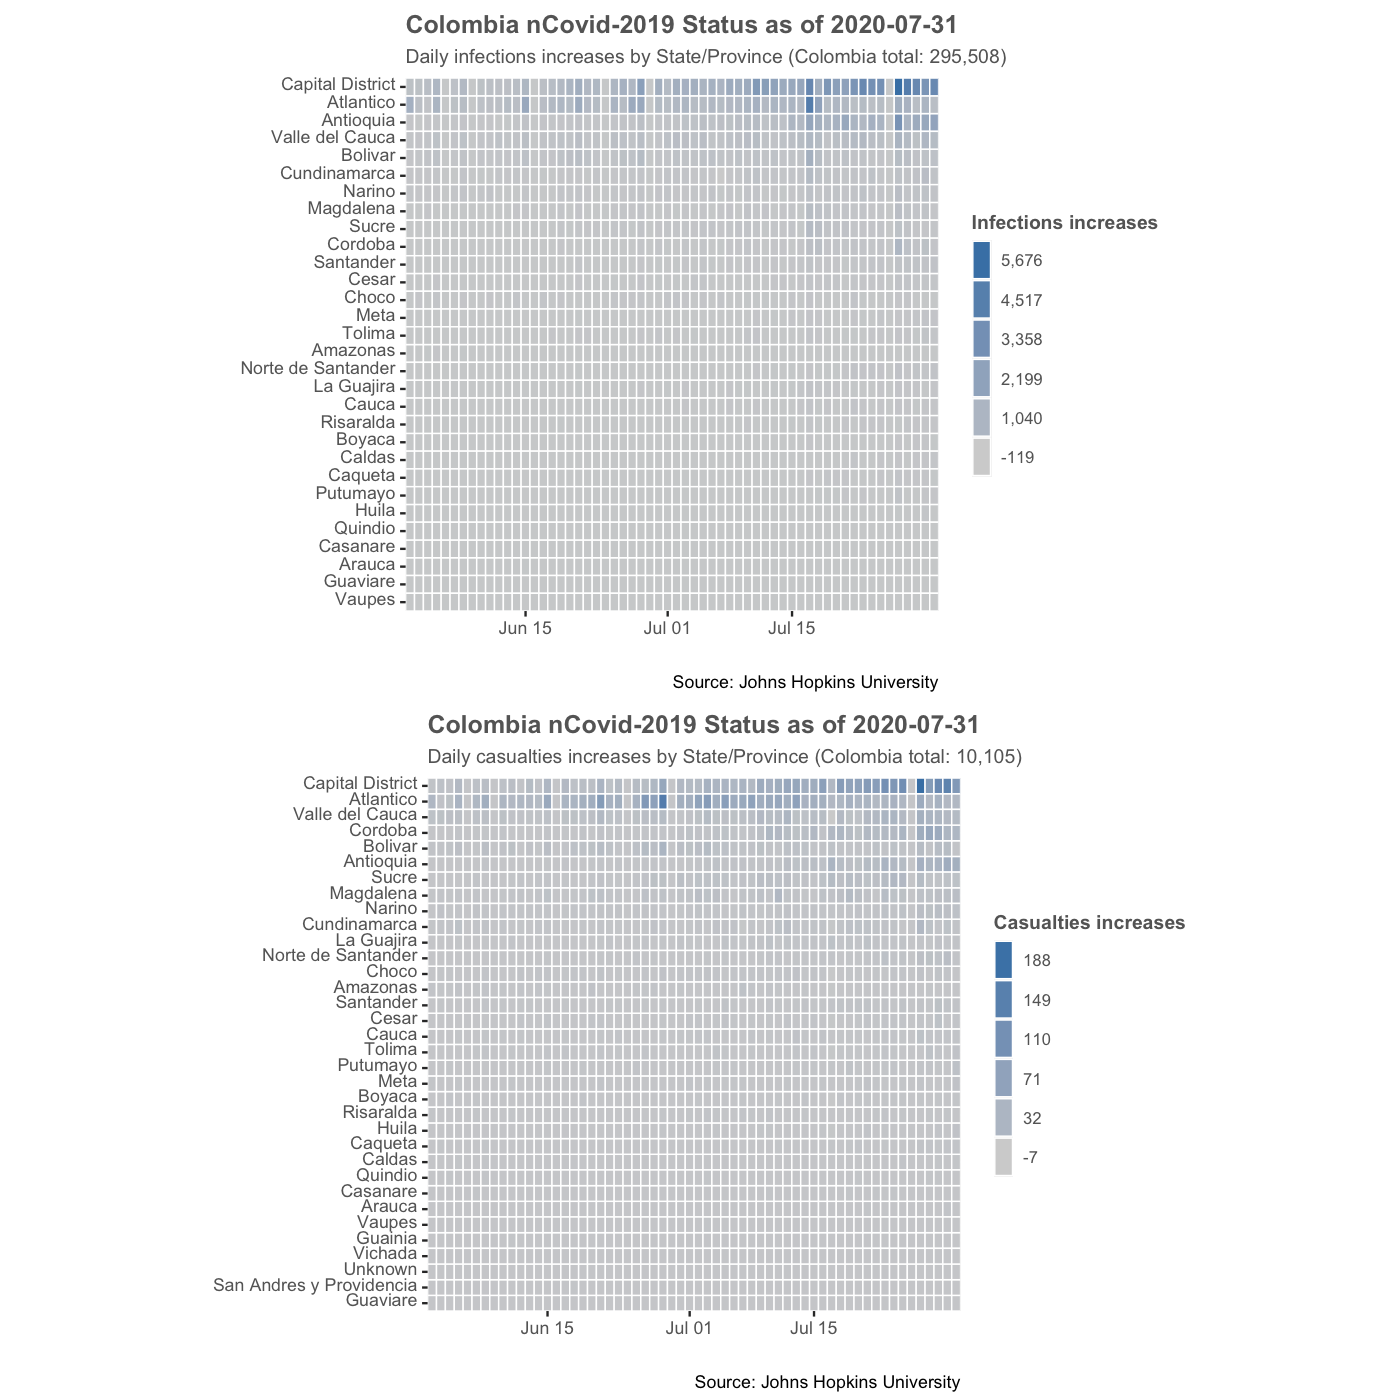 Colombia nCovid-2019 Status as of 2020-07-31
Daily infections increases by State/Province (Colombia total: 295,508)
Capital District
Atlantico
Antioquia
Valle del Cauca
Bolivar
Cundinamarca
Narino
Magdalena
Sucre
Cordoba
Santander
Cesar
Choco
Meta
Tolima
Amazonas
Norte de Santander
La Guajira
Cauca
Risaralda
Boyaca
Caldas
Caqueta
Putumayo
Huila
Quindio
Casanare
Arauca
Guaviare
Vaupes
Jun 15 Jul 01 Jul 15
Infections increases
5,676
4,517
3,358
2,199
1,040
-119
Source: Johns Hopkins University
Colombia nCovid-2019 Status as of 2020-07-31
Daily casualties increases by State/Province (Colombia total: 10,105)
Capital District
Atlantico
Valle del Cauca
Cordoba
Bolivar
Antioquia
Sucre
Magdalena
Narino
Cundinamarca
La Guajira
Norte de Santander
Choco
Amazonas
Santander
Cesar
Cauca
Tolima
Putumayo
Meta
Boyaca
Risaralda
Huila
Caqueta
Caldas
Quindio
Casanare
Arauca
Vaupes
Guainia
Vichada
Unknown
San Andres y Providencia
Guaviare
Jun 15 Jul 01 Jul 15
Casualties increases
188
149
110
71
32
-7
Source: Johns Hopkins University